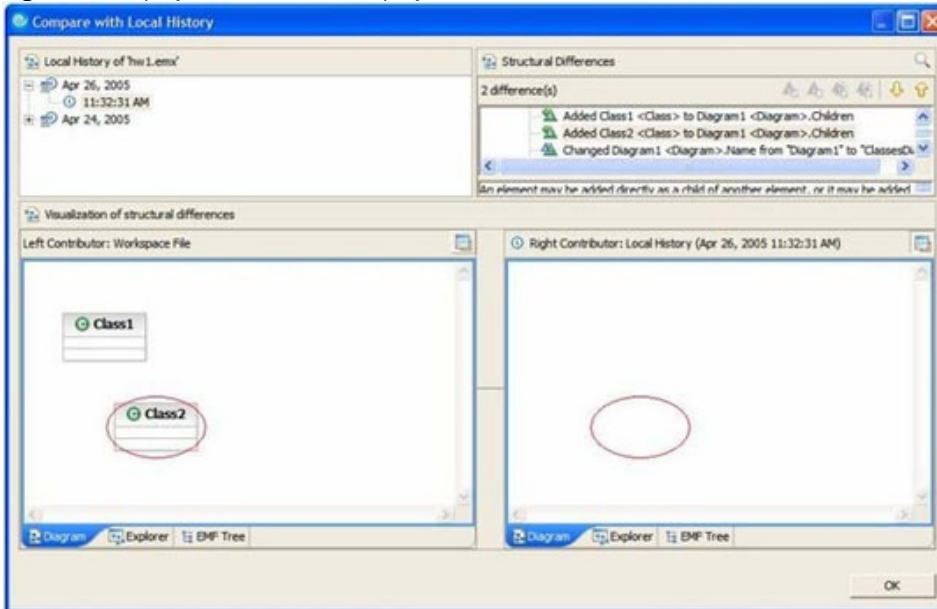 Compare with Local History
Local History of 'hw1.emx'
Apr 26, 2005
11:32:31 AM
Apr 24, 2005
Structural Differences
2 difference(s)
Added Class1 <Class> to Diagram1 <Diagram>.Children
Added Class2 <Class> to Diagram1 <Diagram>.Children
Changed Diagram1 <Diagram>.Name from "Diagram1" to "ClassesDi
An element may be added directly as a child of another element, or it may be added
Visualization of structural differences
Left Contributor: Workspace File
Right Contributor: Local History (Apr 26, 2005 11:32:31 AM)
Class1
Class2
Diagram Explorer EMF Tree
Diagram Explorer EMF Tree
OK